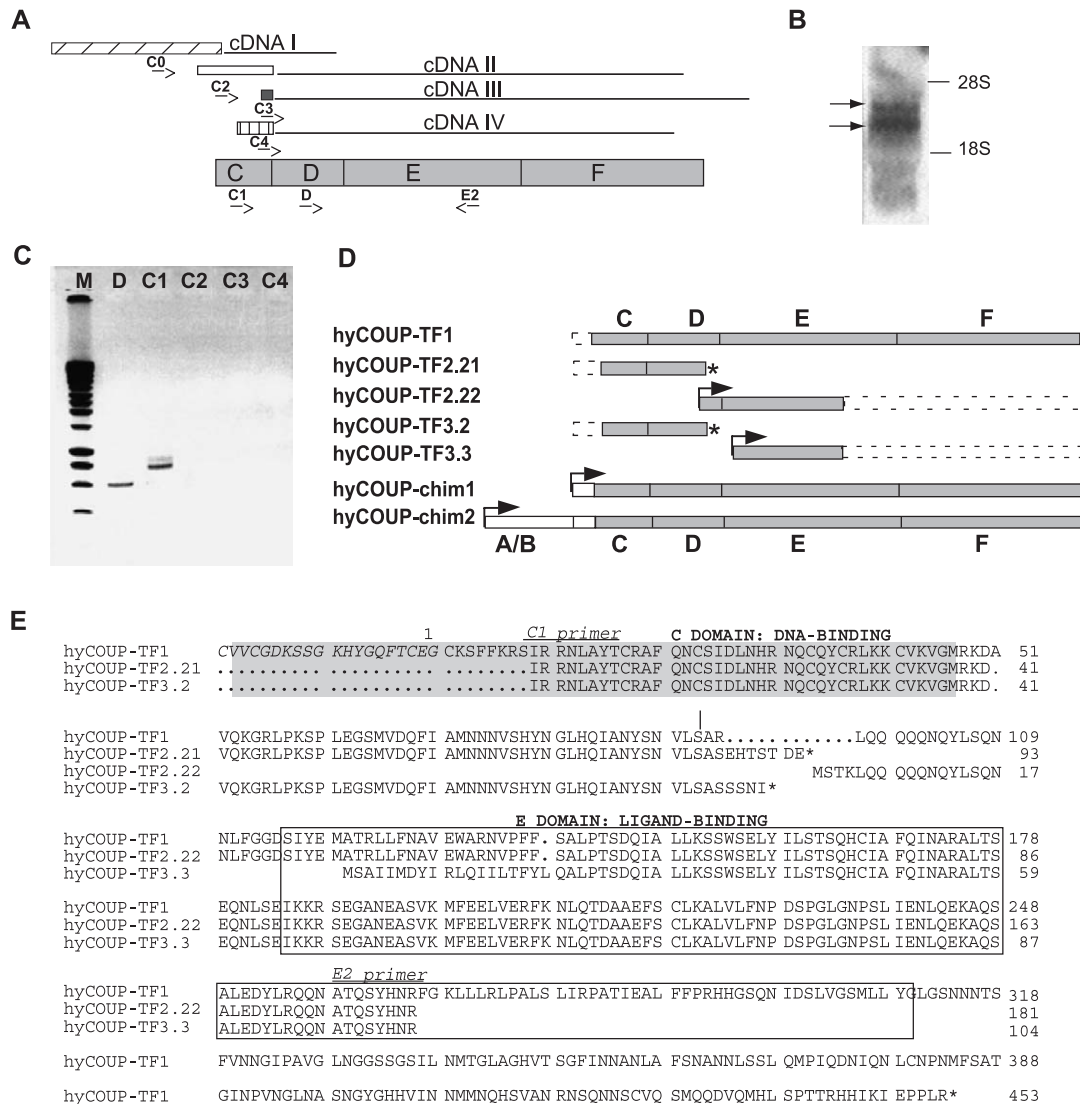 A
cDNA I
C0
cDNA II
C2
cDNA III
C3
cDNA IV
C4
C D E F
C1 D E2
B
28S
18S
C
M D C1 C2 C3 C4
D
C D E F
hyCOUP-TF1
hyCOUP-TF2.21 *
hyCOUP-TF2.22
hyCOUP-TF3.2 *
hyCOUP-TF3.3
hyCOUP-chim1
hyCOUP-chim2
A/B C D E F
E
1 C1 primer C DOMAIN: DNA-BINDING
hyCOUP-TF1 CVVCGDKSSG KHYGQFTCEG CKSFFKRSIR RNLAYTCRAF QNCSIDLNHR NQCQYCRLKK CVKVGMRKDA 51
hyCOUP-TF2.21 ............................IR RNLAYTCRAF QNCSIDLNHR NQCQYCRLKK CVKVGMRKD. 41
hyCOUP-TF3.2 ............................IR RNLAYTCRAF QNCSIDLNHR NQCQYCRLKK CVKVGMRKD. 41
hyCOUP-TF1 VQKGRLPKSP LEGSMVDQFI AMNNNVSHYN GLHQIANYSN VLSAR............LQQ QQQQNQYLSQN 109
hyCOUP-TF2.21 VQKGRLPKSP LEGSMVDQFI AMNNNVSHYN GLHQIANYSN VLSASEHTST DE* 93
hyCOUP-TF2.22 MSTKLQQ QQQQNQYLSQN 17
hyCOUP-TF3.2 VQKGRLPKSP LEGSMVDQFI AMNNNVSHYN GLHQIANYSN VLSASSSNI*
E DOMAIN: LIGAND-BINDING
hyCOUP-TF1 NLFGGDSIYE MATRLLFNAV EWARNVPFF. SALPTSDQIA LLKSSWSELY ILSTSQHCIA FQINARALTS 178
hyCOUP-TF2.22 NLFGGDSIYE MATRLLFNAV EWARNVPFF. SALPTSDQIA LLKSSWSELY ILSTSQHCIA FQINARALTS 86
hyCOUP-TF3.3 MSAIIMDYI RLQIILTFYL QALPTSDQIA LLKSSWSELY ILSTSQHCIA FQINARALTS 59
hyCOUP-TF1 EQNLSEIKKR SEGANEASVK MFEELVERFK NLQTDAAEFS CLKALVLFNP DSPGLGNPSL IENLQEKAQS 248
hyCOUP-TF2.22 EQNLSEIKKR SEGANEASVK MFEELVERFK NLQTDAAEFS CLKALVLFNP DSPGLGNPSL IENLQEKAQS 163
hyCOUP-TF3.3 EQNLSEIKKR SEGANEASVK MFEELVERFK NLQTDAAEFS CLKALVLFNP DSPGLGNPSL IENLQEKAQS 87
E2 primer
hyCOUP-TF1 ALEDYLRQQN ATQSYHNRFGKLLLRLPALSLIRPATIEAL FFPRHHGSQN IDSLVGSMLLYGLGSNNNTS 318
hyCOUP-TF2.22 ALEDYLRQQN ATQSYHNR 181
hyCOUP-TF3.3 ALEDYLRQQN ATQSYHNR 104
hyCOUP-TF1 FVNNGIPAVG LNGGSSGSIL NMTGLAGHVT SGFINNANLA FSNANNLSSL QMPIQDNIQN LCNPNMFSAT 388
hyCOUP-TF1 GINPVNGLNA SNGYGHHVIN NMMNQHSVAN RNSQNNSCVQ SMQQDVQMHL SPTTRHHIKI EPPLR* 453